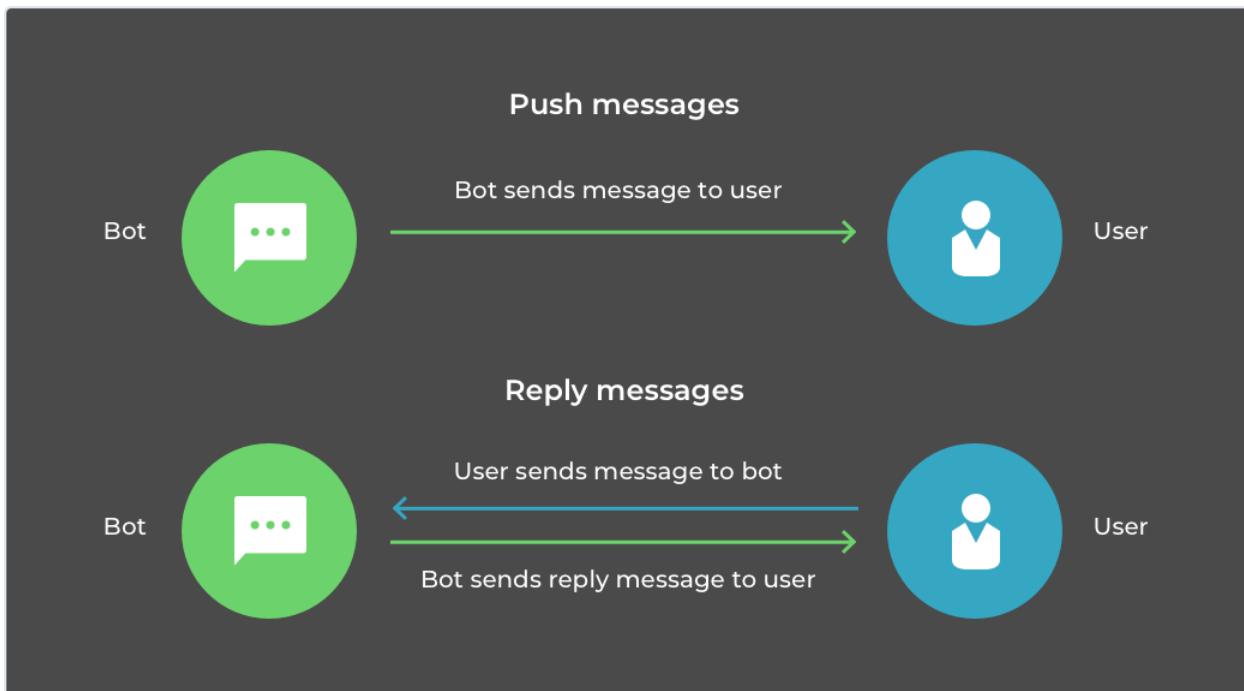 Push messages
Bot sends message to user
Bot
User
Reply messages
User sends message to bot
Bot
User
Bot sends reply message to user